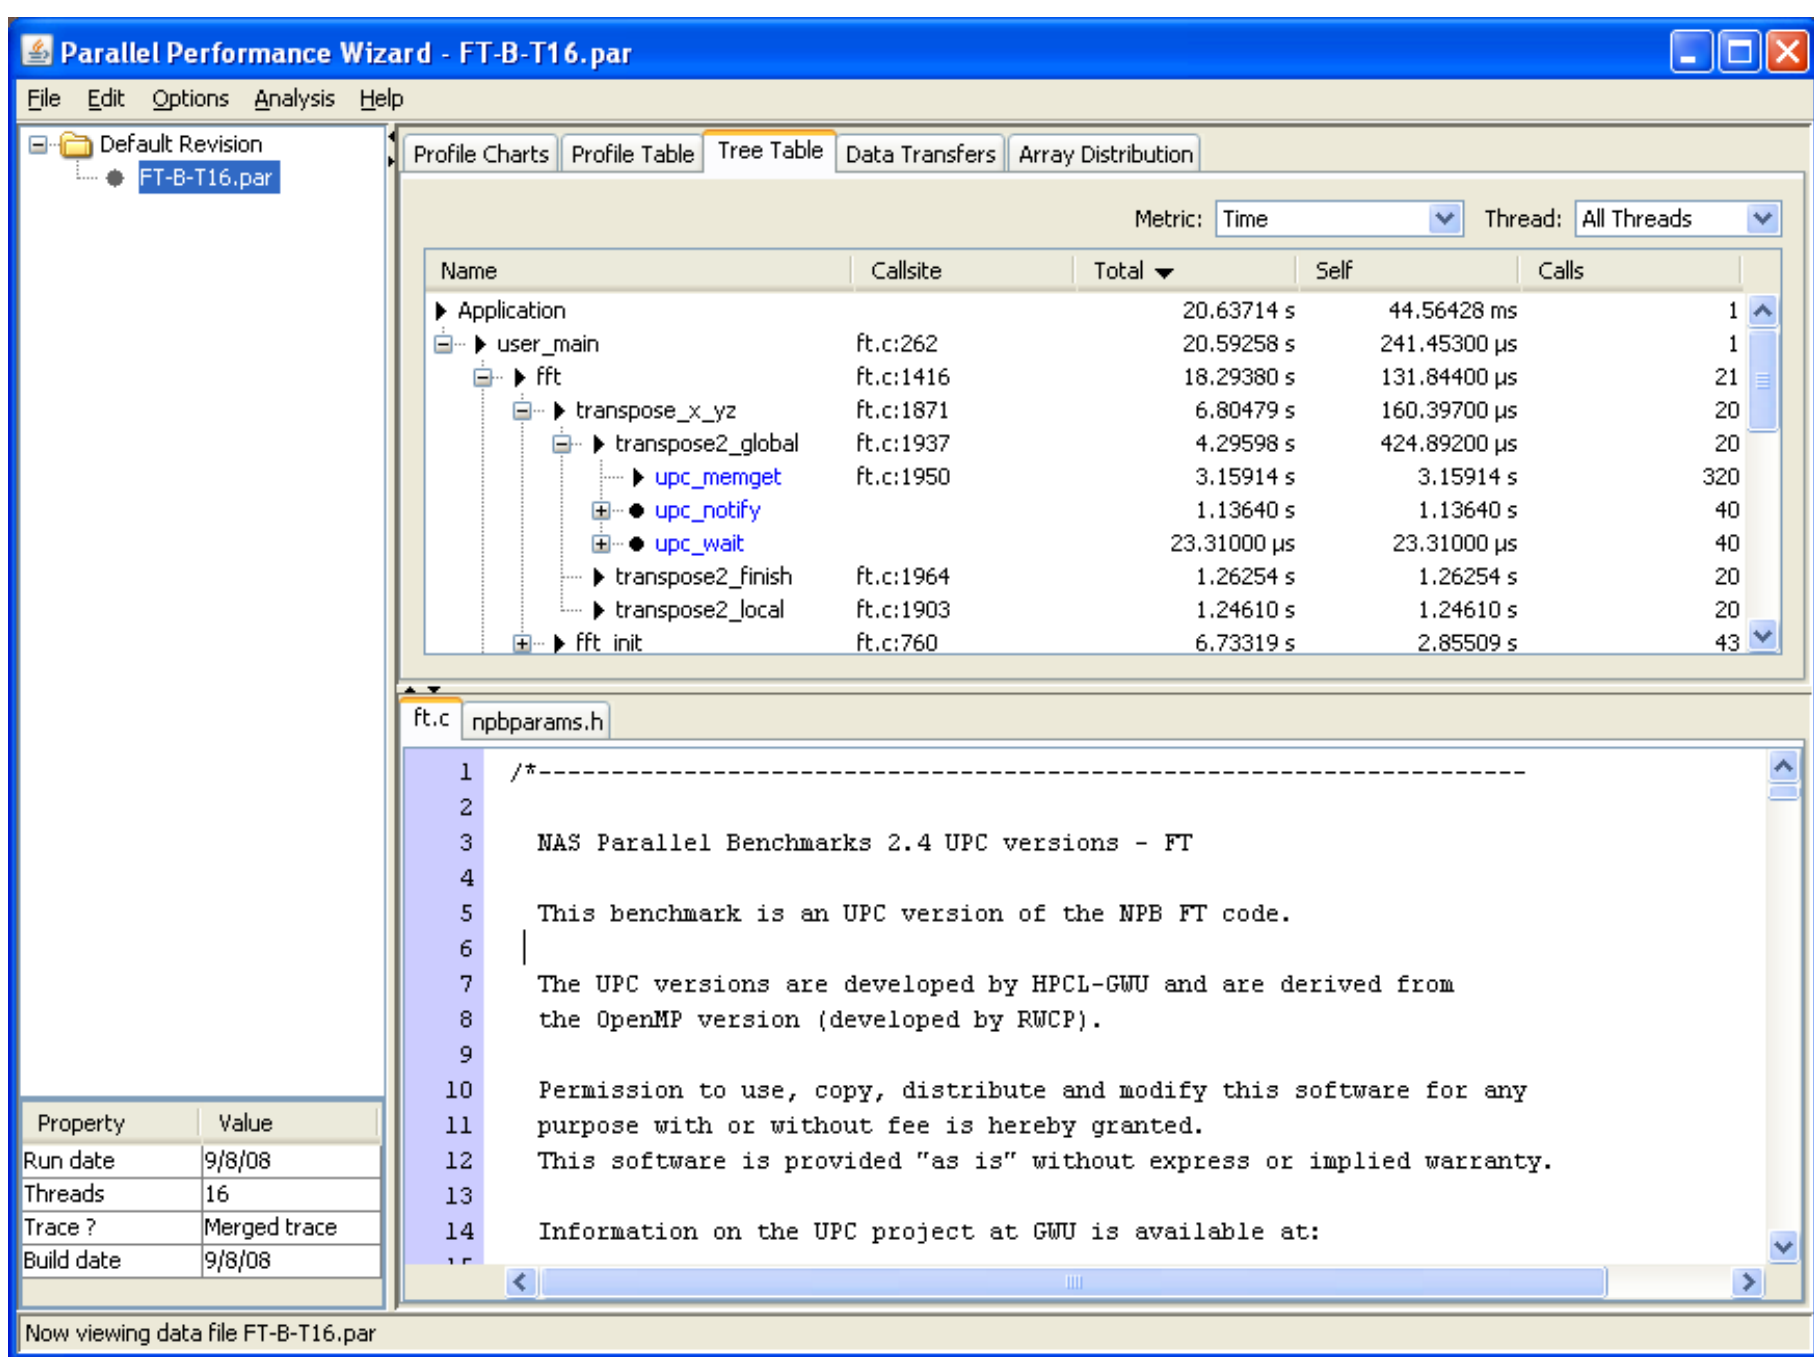 Parallel Performance Wizard - FT-B-T16.par
File Edit Options Analysis Help
Default Revision
FT-B-T16.par
Profile Charts Profile Table Tree Table Data Transfers Array Distribution
Metric: Time Thread: All Threads
Name Callsite Total Self Calls
Application 20.63714 s 44.56428 ms 1
user_main ft.c:262 20.59258 s 241.45300 µs 1
fft ft.c:1416 18.29380 s 131.84400 µs 21
transpose_x_yz ft.c:1871 6.80479 s 160.39700 µs 20
transpose2_global ft.c:1937 4.29598 s 424.89200 µs 20
upc_memget ft.c:1950 3.15914 s 3.15914 s 320
upc_notify 1.13640 s 1.13640 s 40
upc_wait 23.31000 µs 23.31000 µs 40
transpose2_finish ft.c:1964 1.26254 s 1.26254 s 20
transpose2_local ft.c:1903 1.24610 s 1.24610 s 20
fft_init ft.c:760 6.73319 s 2.85509 s 43
ft.c npbparams.h
1 /*--------------------------------------------------------------------
2
3 NAS Parallel Benchmarks 2.4 UPC versions - FT
4
5 This benchmark is an UPC version of the NPB FT code.
6
7 The UPC versions are developed by HPCL-GWU and are derived from
8 the OpenMP version (developed by RWCP).
9
10 Permission to use, copy, distribute and modify this software for any
11 purpose with or without fee is hereby granted.
12 This software is provided "as is" without express or implied warranty.
13
14 Information on the UPC project at GWU is available at:
15
Property Value
Run date 9/8/08
Threads 16
Trace ? Merged trace
Build date 9/8/08
Now viewing data file FT-B-T16.par